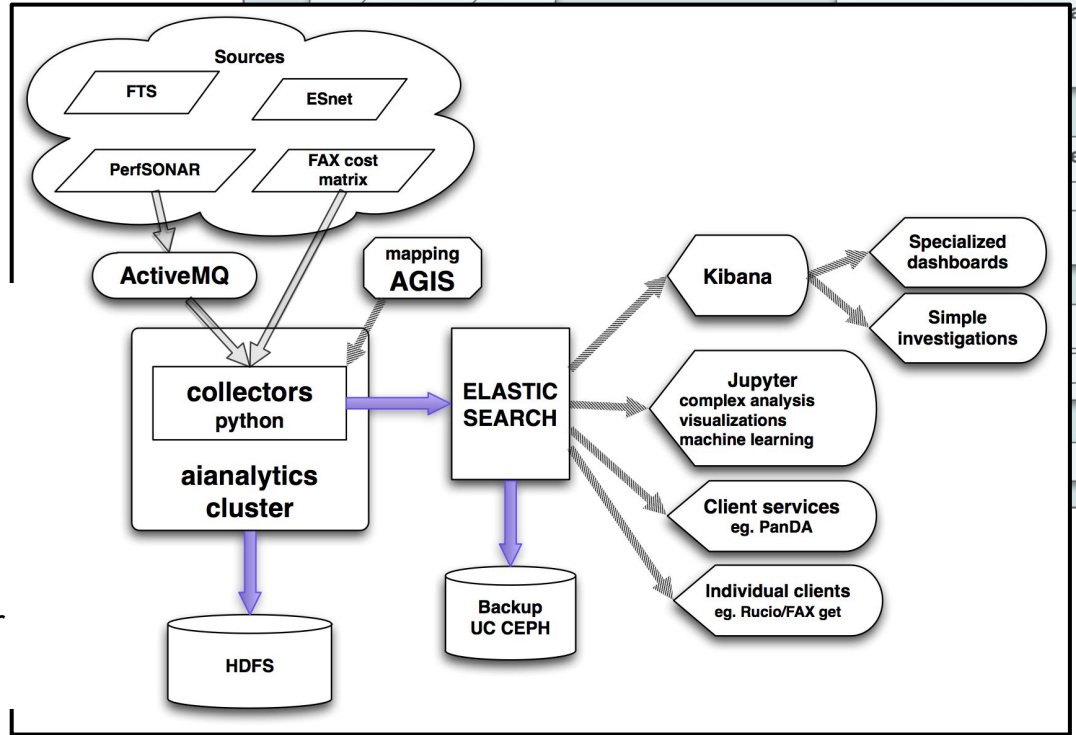 Sources
FTS
ESnet
PerfSONAR
FAX cost
matrix
ActiveMQ
mapping
AGIS
collectors
python
aianalytics
cluster
HDFS
ELASTIC
SEARCH
Backup
UC CEPH
Kibana
Specialized
dashboards
Simple
investigations
Jupyter
complex analysis
visualizations
machine learning
Client services
eg. PanDA
Individual clients
eg. Rucio/FAX get